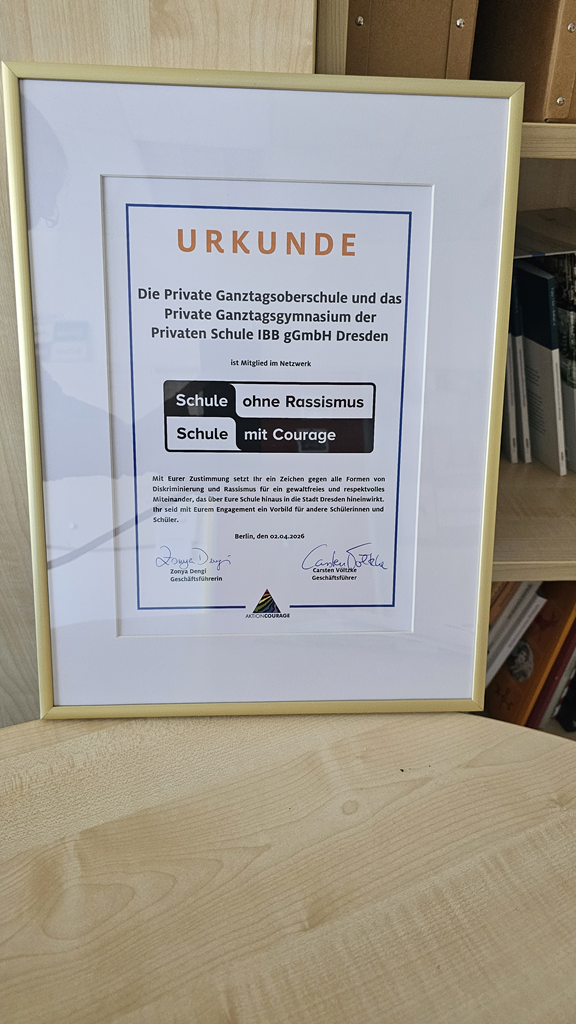 URKUNDE
Die Private Ganztagsoberschule und das
Private Ganztagsgymnasium der
Privaten Schule IBB gGmbH Dresden
ist Mitglied im Netzwerk
Schule ohne Rassismus
Schule mit Courage
Mit Eurer Zustimmung setzt Ihr ein Zeichen gegen alle Formen von
Diskriminierung und Rassismus für ein gewaltfreies und respektvolles
Miteinander, das über Eure Schule hinaus in die Stadt Dresden hineinwirkt.
Ihr seid mit Eurem Engagement ein Vorbild für andere Schülerinnen und
Schüler.
Berlin, den 02.04.2026
Zonya Dengi Carsten Völtzke
Zonya Dengi Carsten Völtzke
Geschäftsführerin Geschäftsführer
AKTIONCOURAGE